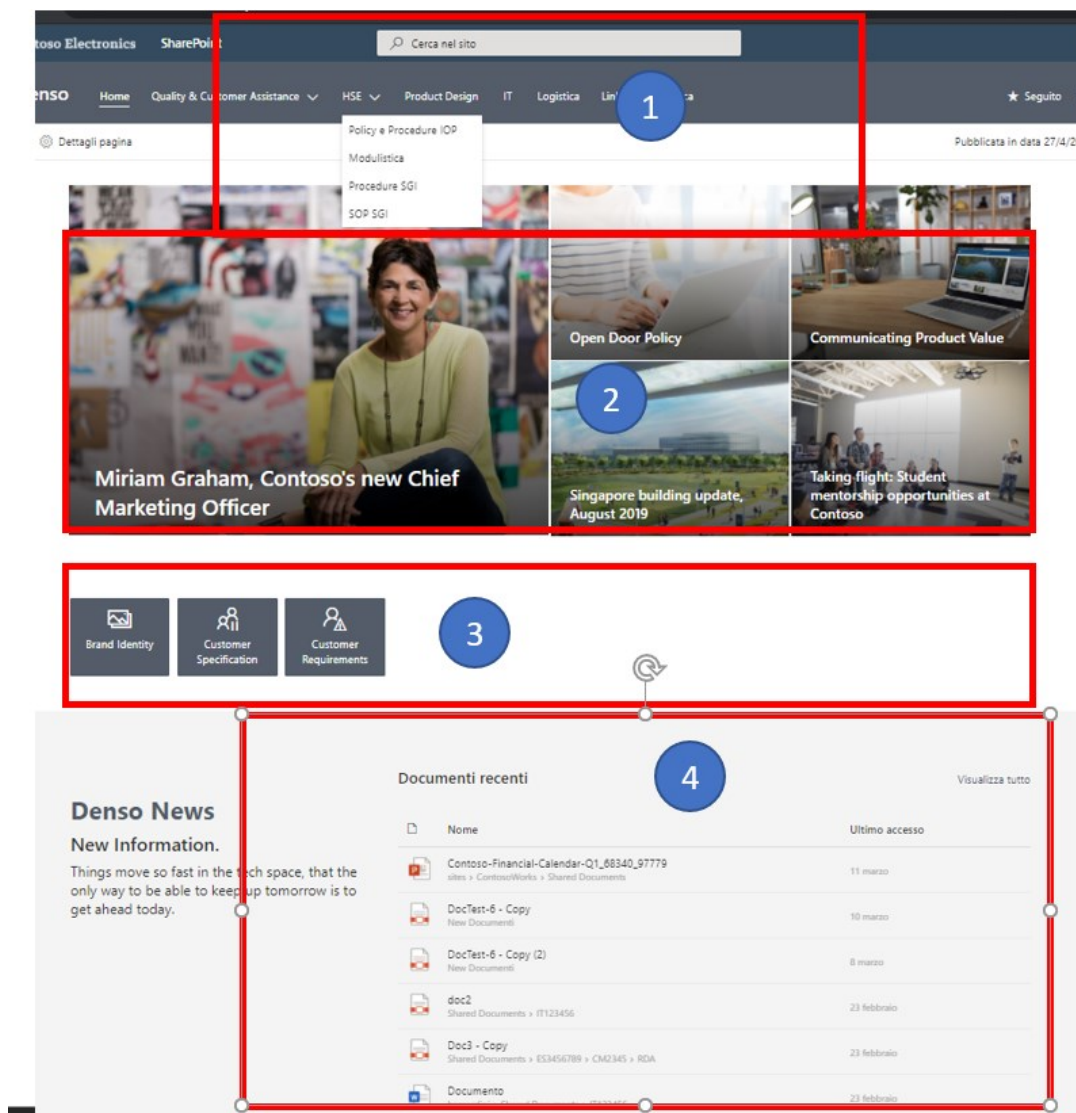 toso Electronics SharePoint Cerca nel sito
enso Home Quality & Customer Assistance HSE Product Design IT Logistica
1
Seguito
Dettagli pagina
Pubblicata in data 27/4/2
Policy e Procedure IOP
Modulistica
Procedure SGI
SOP SGI
Miriam Graham, Contoso's new Chief
Marketing Officer
Open Door Policy
Communicating Product Value
2
Singapore building update,
August 2019
Taking flight: Student
mentorship opportunities at
Contoso
Brand Identity
Customer
Specification
Customer
Requirements
3
4
Denso News
New Information.
Things move so fast in the tech space, that the
only way to be able to keep up tomorrow is to
get ahead today.
Documenti recenti Visualizza tutto
Nome Ultimo accesso
Contoso-Financial-Calendar-Q1_68340_97779
sites > ContosoWorks > Shared Documents
11 marzo
DocTest-6 - Copy
New Documenti
10 marzo
DocTest-6 - Copy (2)
New Documenti
8 marzo
doc2
Shared Documents > IT123456
23 febbraio
Doc3 - Copy
Shared Documents > ES3456789 > CM2345 > RDA
23 febbraio
Documento
23 febbraio